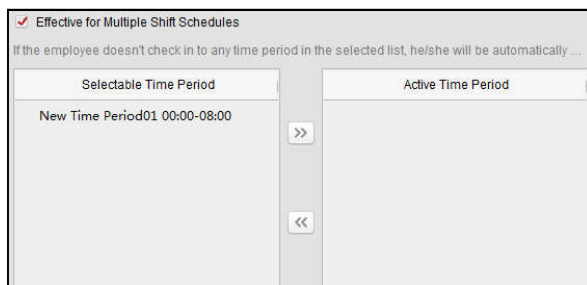 Effective for Multiple Shift Schedules
If the employee doesn't check in to any time period in the selected list, he/she will be automatically ...
Selectable Time Period
Active Time Period
New Time Period01 00:00-08:00
>>
<<